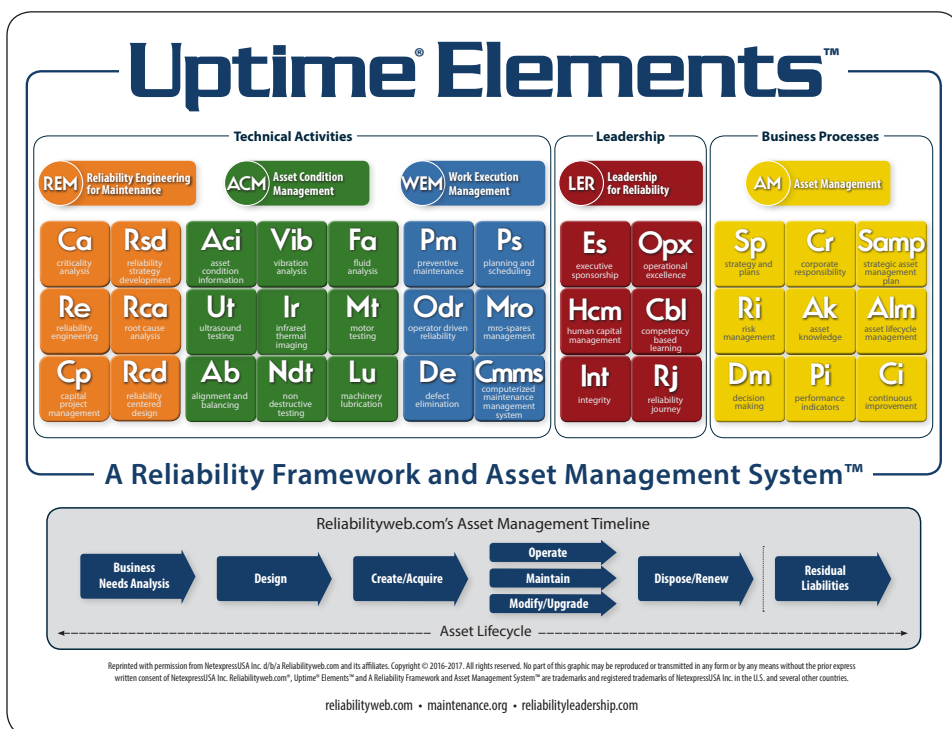 Uptime® Elements™
Technical Activities
Leadership
Business Processes
REM
Reliability Engineering
for Maintenance
ACM
Asset Condition
Management
WEM
Work Execution
Management
LER
Leadership
for Reliability
AM
Asset Management
Ca
criticality
analysis
Rsd
reliability
strategy
development
Re
reliability
engineering
Rca
root cause
analysis
Cp
capital
project
management
Rcd
reliability
centered
design
Aci
asset
condition
information
Vib
vibration
analysis
Fa
fluid
analysis
Ut
ultrasound
testing
Ir
infrared
thermal
imaging
Mt
motor
testing
Ab
alignment and
balancing
Ndt
non
destructive
testing
Lu
machinery
lubrication
Pm
preventive
maintenance
Ps
planning and
scheduling
Odr
operator driven
reliability
Mro
mro-spares
management
De
defect
elimination
Cmms
computerized
maintenance
management
system
Es
executive
sponsorship
Opx
operational
excellence
Hcm
human capital
management
Cbl
competency
based
learning
Int
integrity
Rj
reliability
journey
Sp
strategy and
plans
Cr
corporate
responsibility
Samp
strategic asset
management
plan
Ri
risk
management
Ak
asset
knowledge
Alm
asset lifecycle
management
Dm
decision
making
Pi
performance
indicators
Ci
continuous
improvement
A Reliability Framework and Asset Management System™
Reliabilityweb.com's Asset Management Timeline
Business
Needs Analysis
Design
Create/Acquire
Operate
Maintain
Modify/Upgrade
Dispose/Renew
Residual
Liabilities
Asset Lifecycle
Reprinted with permission from NetexpressUSA Inc. d/b/a Reliabilityweb.com and its affiliates. Copyright © 2016-2017. All rights reserved. No part of this graphic may be reproduced or transmitted in any form or by any means without the prior express
written consent of NetexpressUSA Inc. Reliabilityweb.com®, Uptime® Elements™ and A Reliability Framework and Asset Management System™ are trademarks and registered trademarks of NetexpressUSA Inc. in the U.S. and several other countries.
reliabilityweb.com • maintenance.org • reliabilityleadership.com